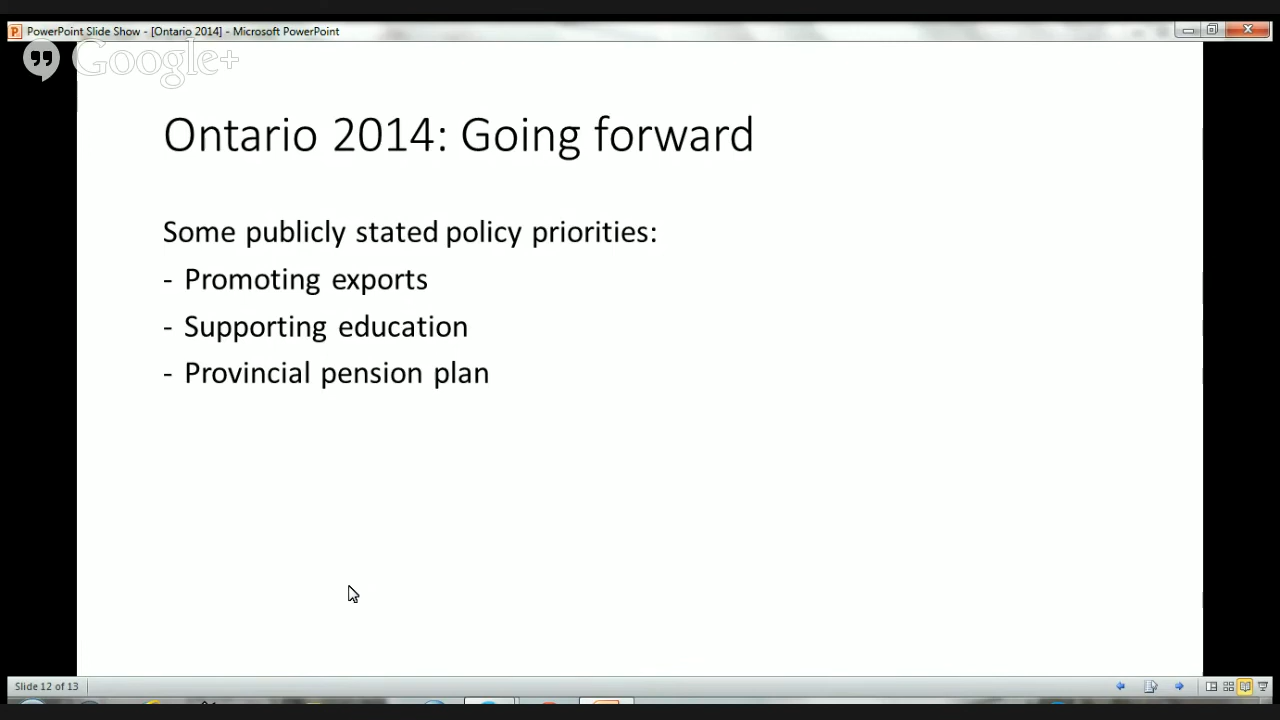 PowerPoint Slide Show - [Ontario 2014] - Microsoft PowerPoint
Google+
Ontario 2014: Going forward
Some publicly stated policy priorities:
- Promoting exports
- Supporting education
- Provincial pension plan
Slide 12 of 13